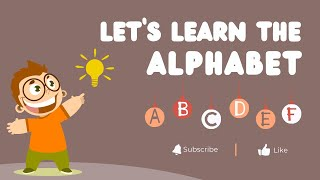 LET'S LEARN THE
ALPHABET
A B C D E F
Subscribe | Like